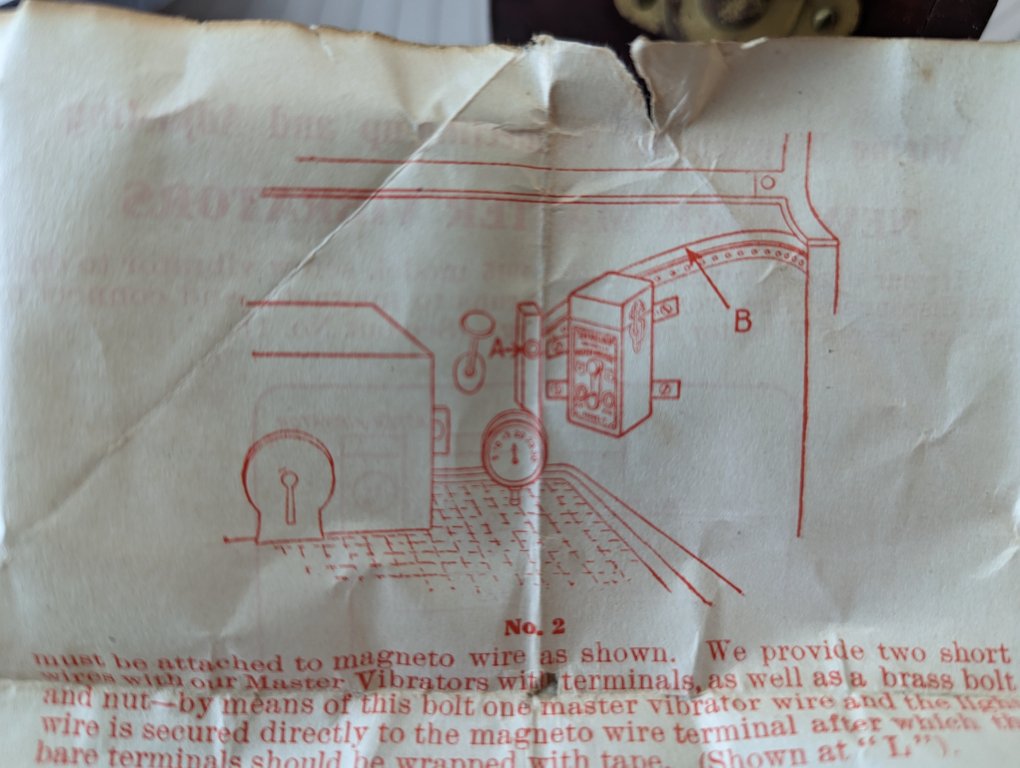 A
B
No. 2
must be attached to magneto wire as shown. We provide two short
wires with our Master Vibrators with terminals, as well as a brass bolt
and nut—by means of this bolt one master vibrator wire and the light
wire is secured directly to the magneto wire terminal after which the
bare terminals should be wrapped with tape. (Shown at "L").